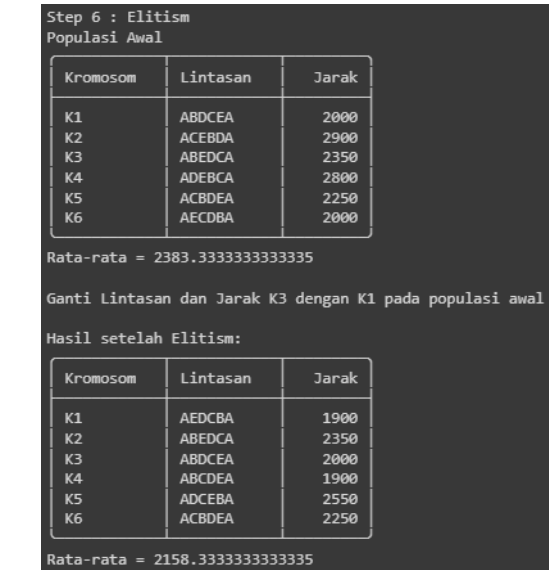 Step 6 : Elitism
Populasi Awal
Kromosom Lintasan Jarak
K1 ABDCEA 2000
K2 ACEBDA 2900
K3 ABEDCA 2350
K4 ADEBCA 2800
K5 ACBDEA 2250
K6 AECDBA 2000
Rata-rata = 2383.3333333333335
Ganti Lintasan dan Jarak K3 dengan K1 pada populasi awal
Hasil setelah Elitism:
Kromosom Lintasan Jarak
K1 AEDCBA 1900
K2 ABEDCA 2350
K3 ABDCEA 2000
K4 ABCDEA 1900
K5 ADCEBA 2550
K6 ACBDEA 2250
Rata-rata = 2158.3333333333335